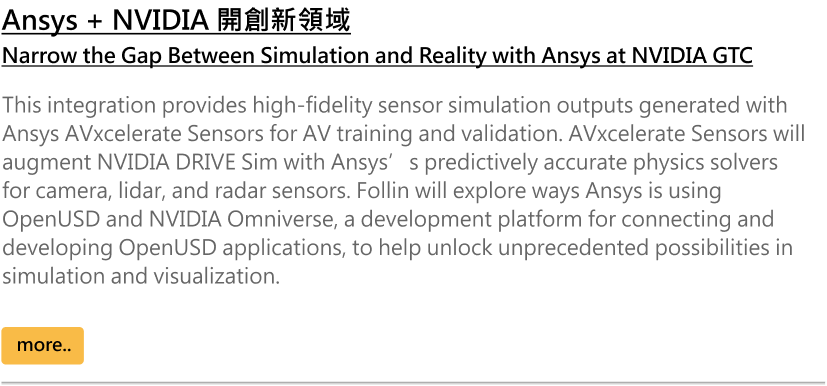 Ansys + NVIDIA 開創新領域
Narrow the Gap Between Simulation and Reality with Ansys at NVIDIA GTC
This integration provides high-fidelity sensor simulation outputs generated with
Ansys AVxcelerate Sensors for AV training and validation. AVxcelerate Sensors will
augment NVIDIA DRIVE Sim with Ansys’s predictively accurate physics solvers
for camera, lidar, and radar sensors. Follin will explore ways Ansys is using
OpenUSD and NVIDIA Omniverse, a development platform for connecting and
developing OpenUSD applications, to help unlock unprecedented possibilities in
simulation and visualization.
more..